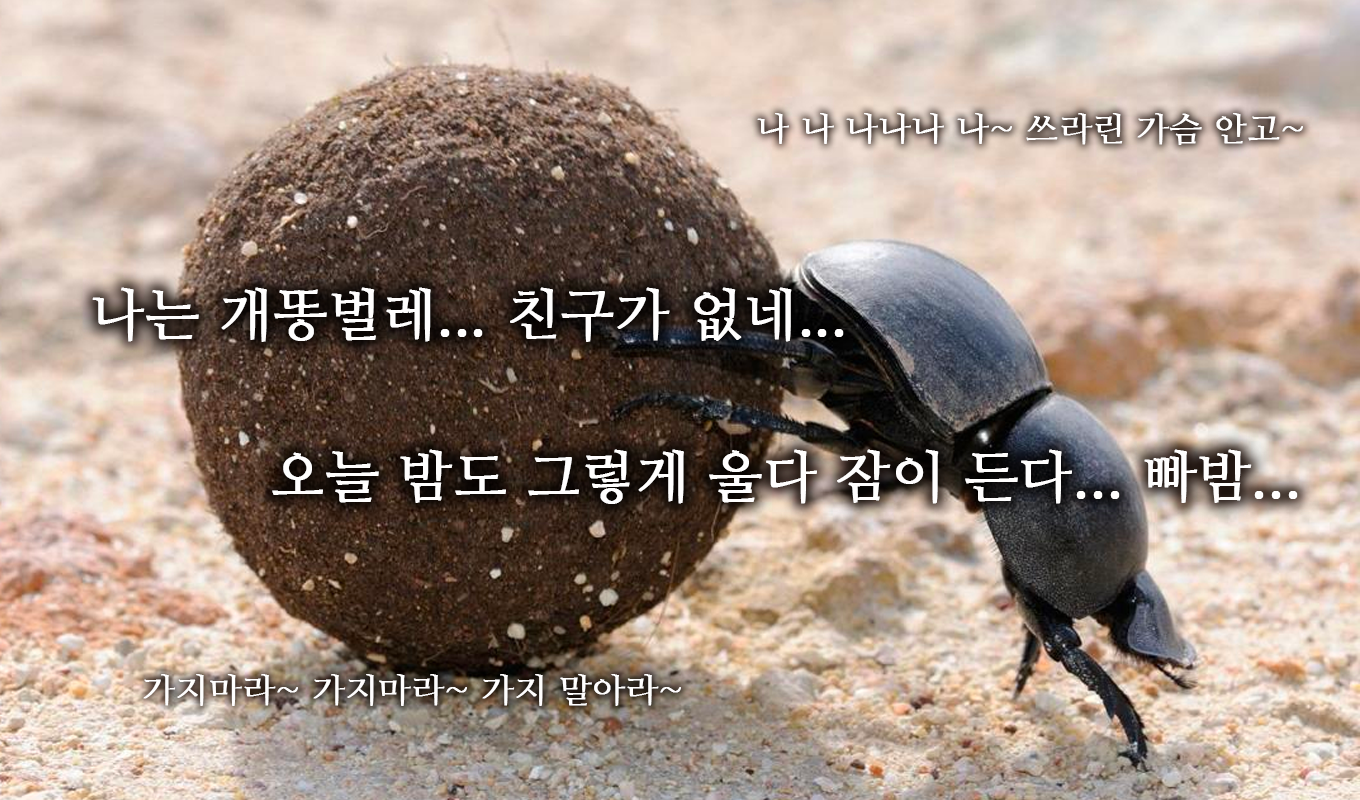 나 나 나나나 나~ 쓰라린 가슴 안고~
나는 개똥벌레... 친구가 없네...
오늘 밤도 그렇게 울다 잠이 든다... 빠밤...
가지마라~ 가지마라~ 가지 말아라~